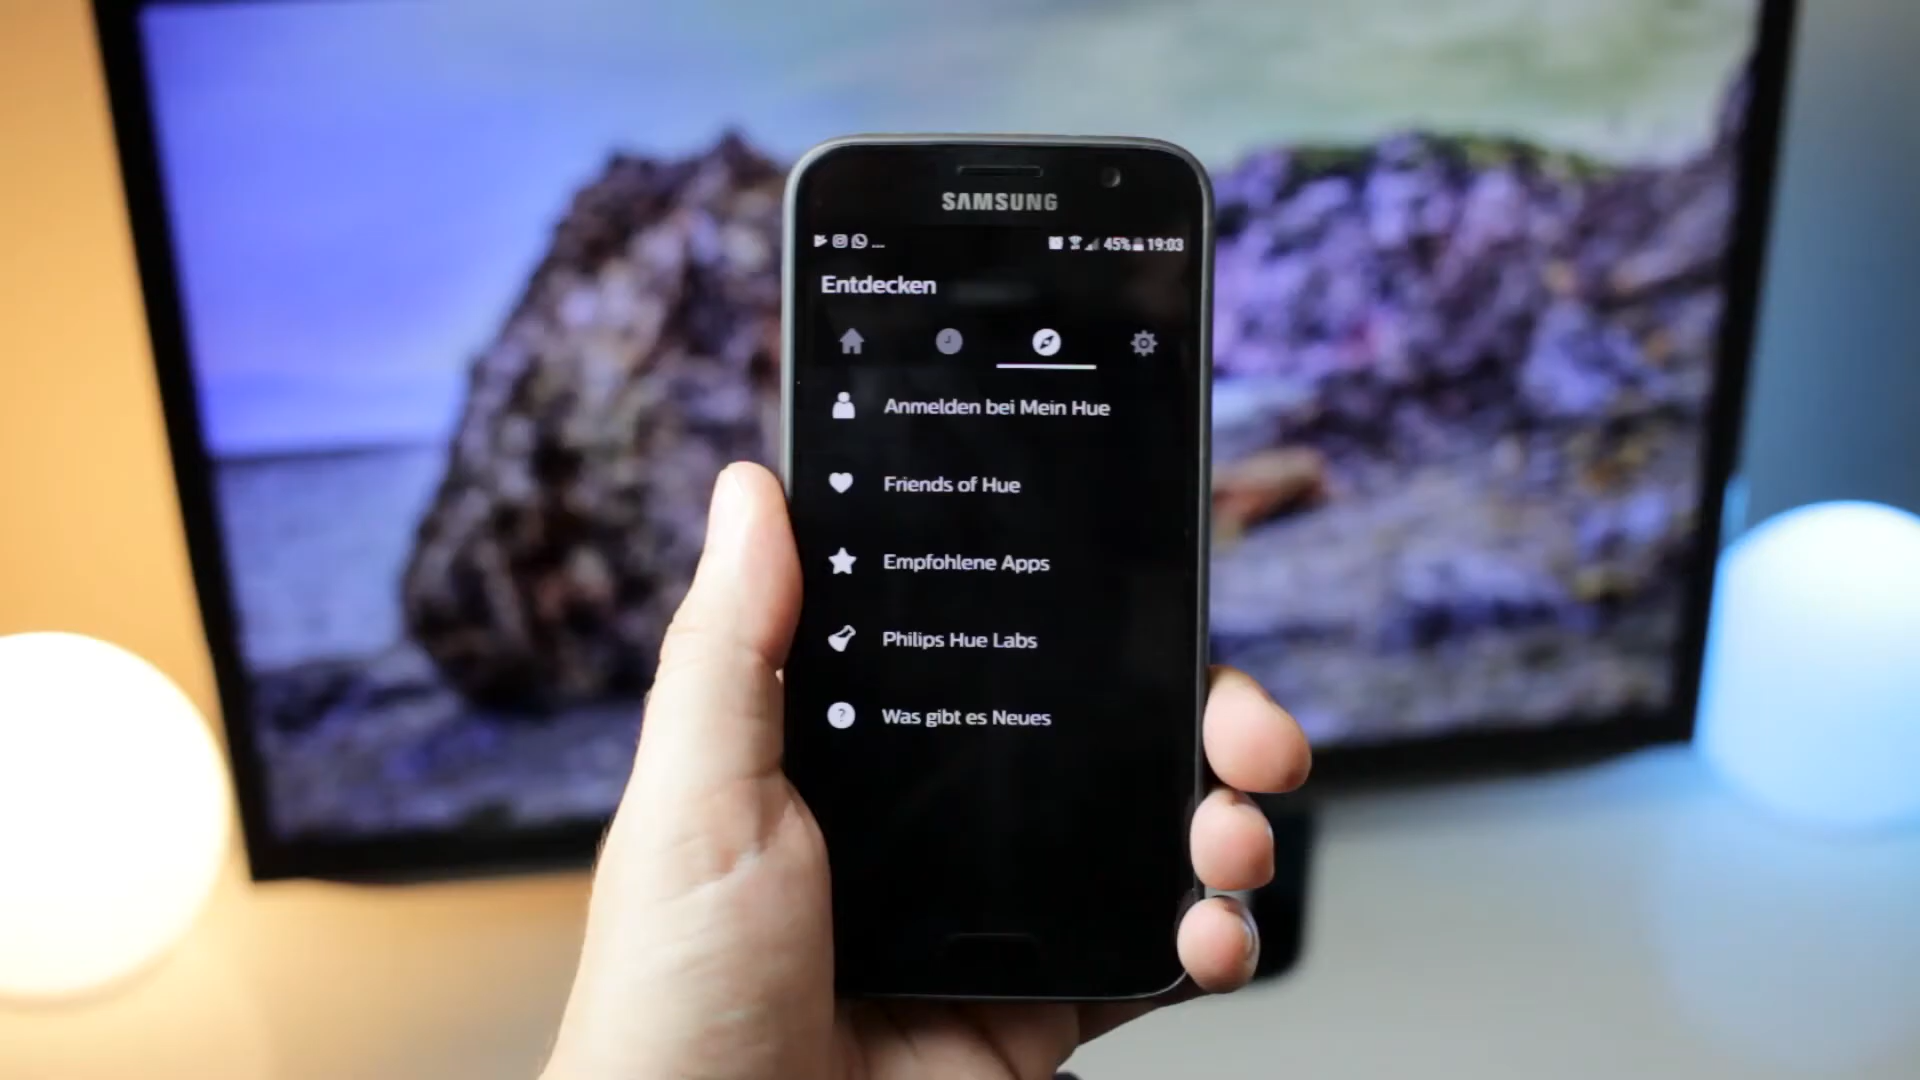 SAMSUNG
... 45% 19:03
Entdecken
Anmelden bei Mein Hue
Friends of Hue
Empfohlene Apps
Philips Hue Labs
? Was gibt es Neues